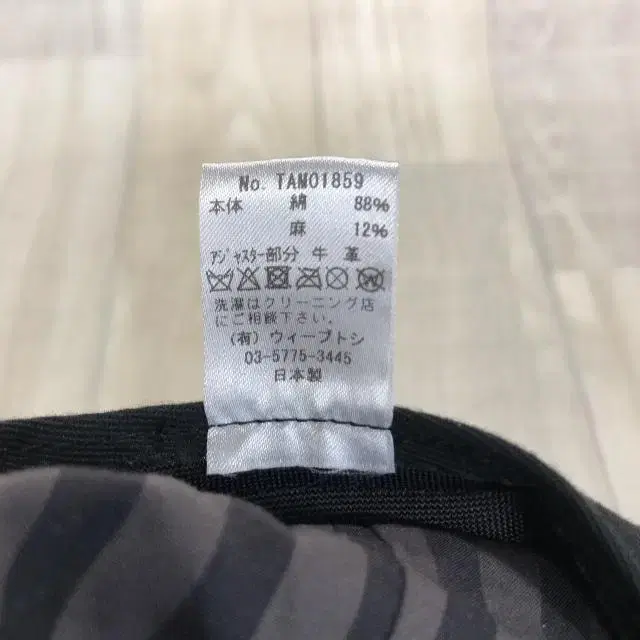 No. TAM01859
本体 綿 88%
麻 12%
アジャスター部分 牛 革
洗濯はクリーニング店
にご相談下さい
(有) ウィーブトシ
03-5775-3445
日本製